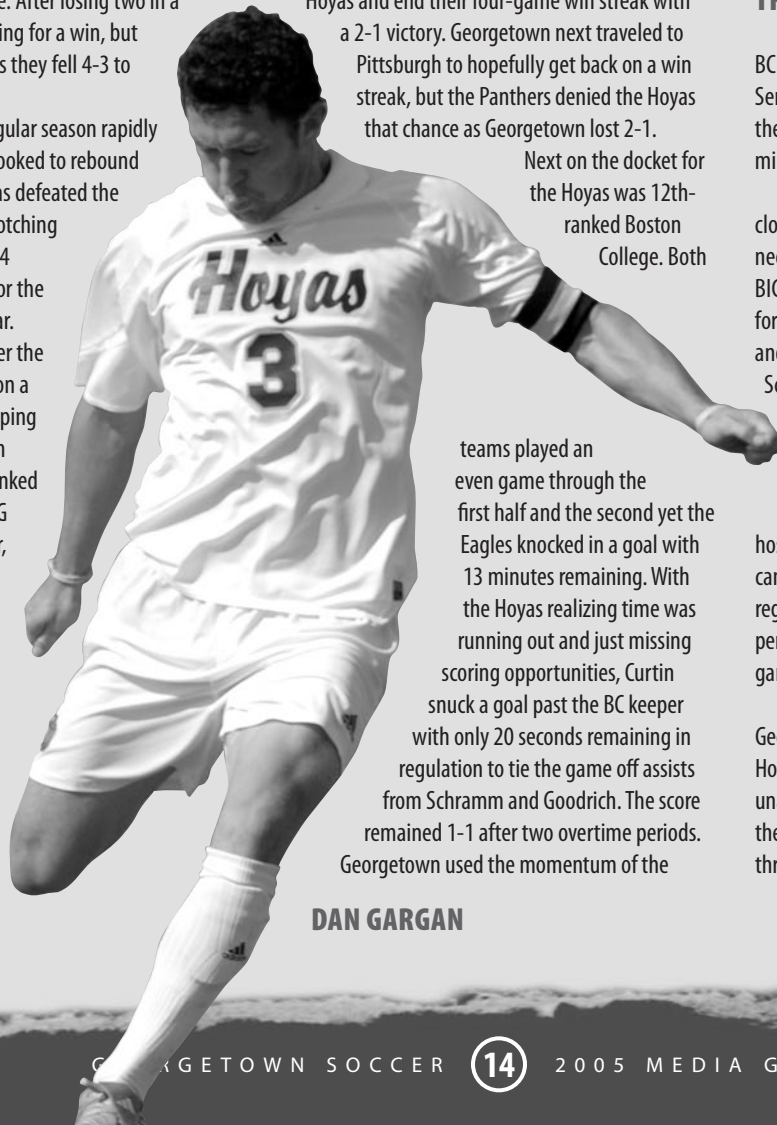 e. After losing two in a
ing for a win, but
s they fell 4-3 to
gular season rapidly
ooked to rebound
as defeated the
otching
4
or the
ar.
er the
on a
ping
n
nked
G
r,
Hoyas and end their four-game win streak with
a 2-1 victory. Georgetown next traveled to
Pittsburgh to hopefully get back on a win
streak, but the Panthers denied the Hoyas
that chance as Georgetown lost 2-1.
Next on the docket for
the Hoyas was 12th-
ranked Boston
College. Both
teams played an
even game through the
first half and the second yet the
Eagles knocked in a goal with
13 minutes remaining. With
the Hoyas realizing time was
running out and just missing
scoring opportunities, Curtin
snuck a goal past the BC keeper
with only 20 seconds remaining in
regulation to tie the game off assists
from Schramm and Goodrich. The score
remained 1-1 after two overtime periods.
Georgetown used the momentum of the
BC
Ser
the
mi
clo
nec
BIG
for
and
So
hos
can
reg
per
gam
Geo
Ho
un
the
thr
Hoyas
3
adidas
DAN GARGAN
G RGETOWN SOCCER 14 2005 MEDIA G